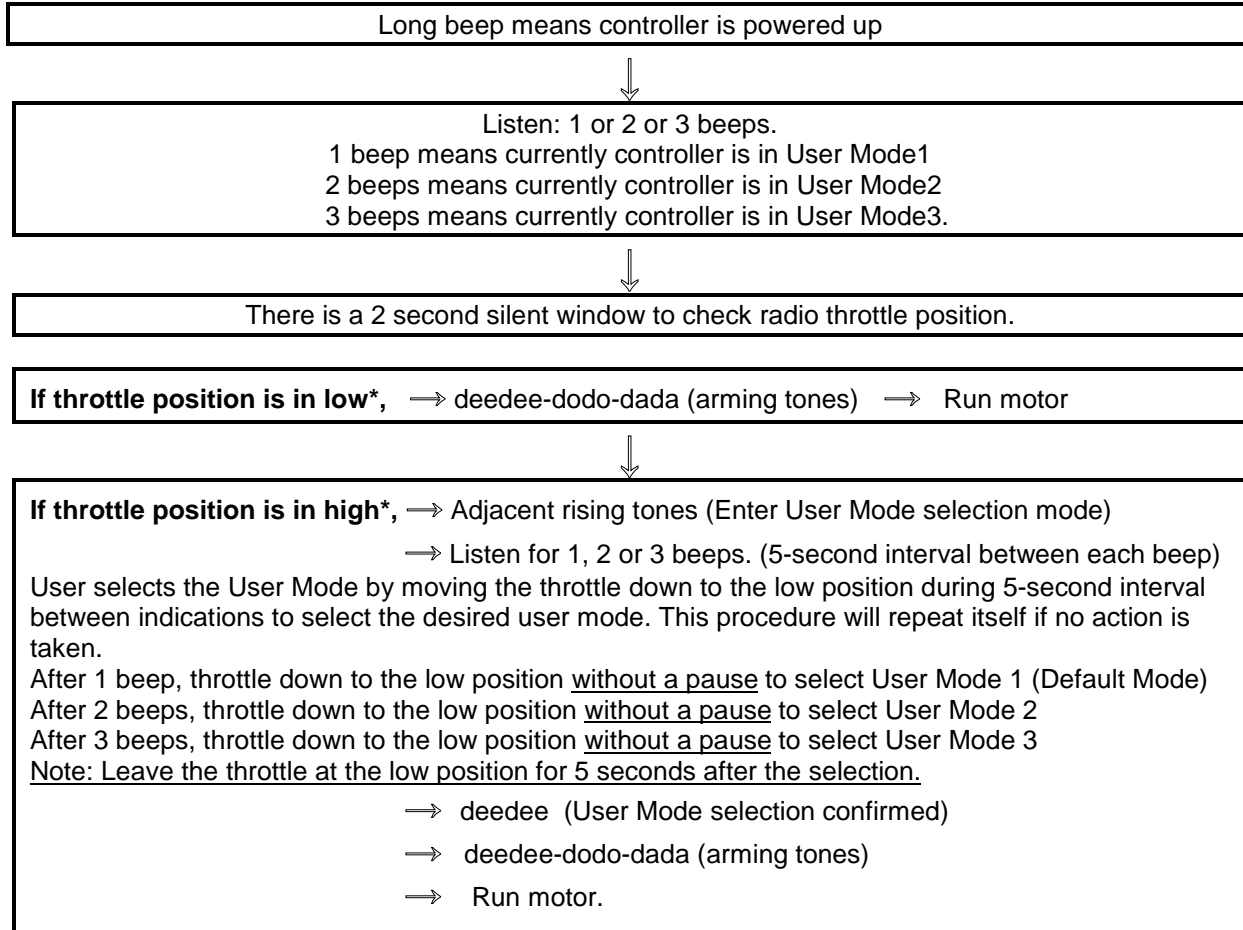 Long beep means controller is powered up
⇓
Listen: 1 or 2 or 3 beeps.
1 beep means currently controller is in User Mode1
2 beeps means currently controller is in User Mode2
3 beeps means currently controller is in User Mode3.
⇓
There is a 2 second silent window to check radio throttle position.
If throttle position is in low*, ⇒ deedee-dodo-dada (arming tones) ⇒ Run motor
⇓
If throttle position is in high*, ⇒ Adjacent rising tones (Enter User Mode selection mode)
⇒ Listen for 1, 2 or 3 beeps. (5-second interval between each beep)
User selects the User Mode by moving the throttle down to the low position during 5-second interval
between indications to select the desired user mode. This procedure will repeat itself if no action is
taken.
After 1 beep, throttle down to the low position without a pause to select User Mode 1 (Default Mode)
After 2 beeps, throttle down to the low position without a pause to select User Mode 2
After 3 beeps, throttle down to the low position without a pause to select User Mode 3
Note: Leave the throttle at the low position for 5 seconds after the selection.
⇒ deedee (User Mode selection confirmed)
⇒ deedee-dodo-dada (arming tones)
⇒ Run motor.